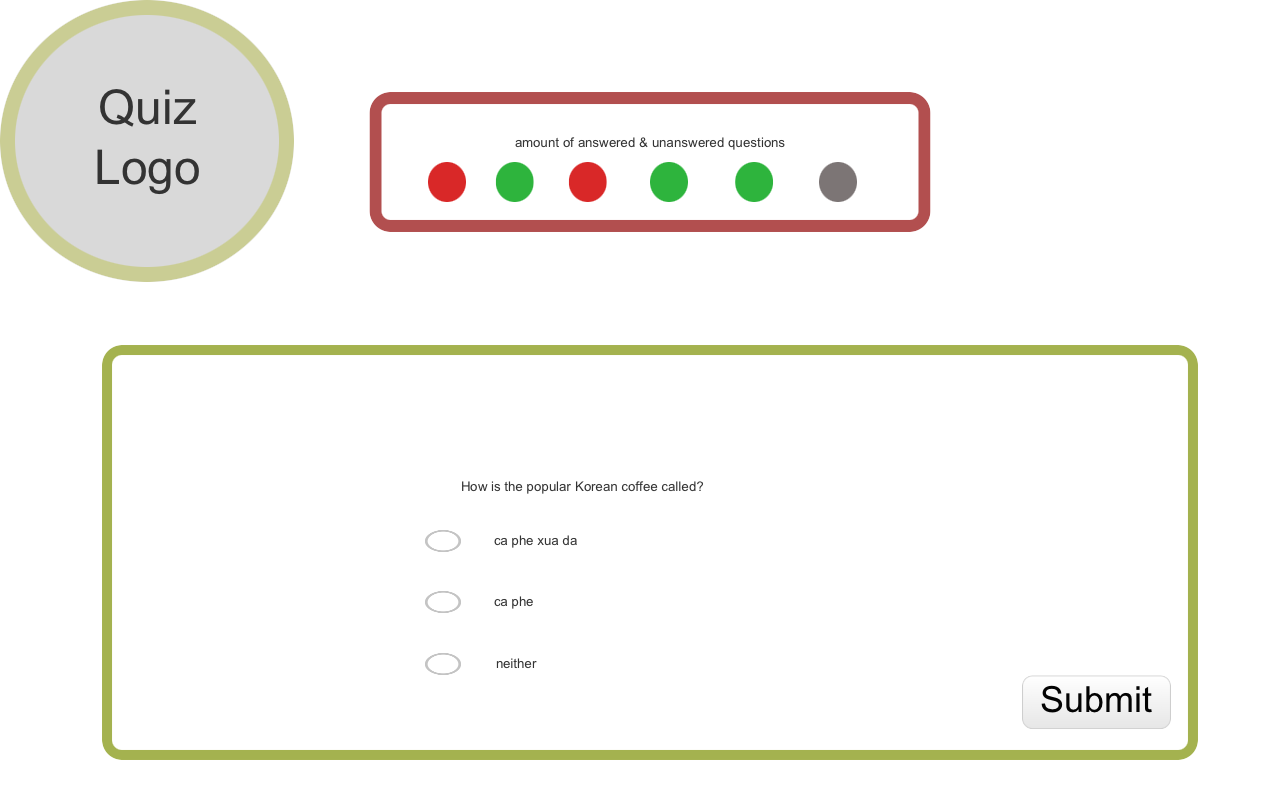 Quiz
Logo
amount of answered & unanswered questions
How is the popular Korean coffee called?
ca phe xua da
ca phe
neither
Submit